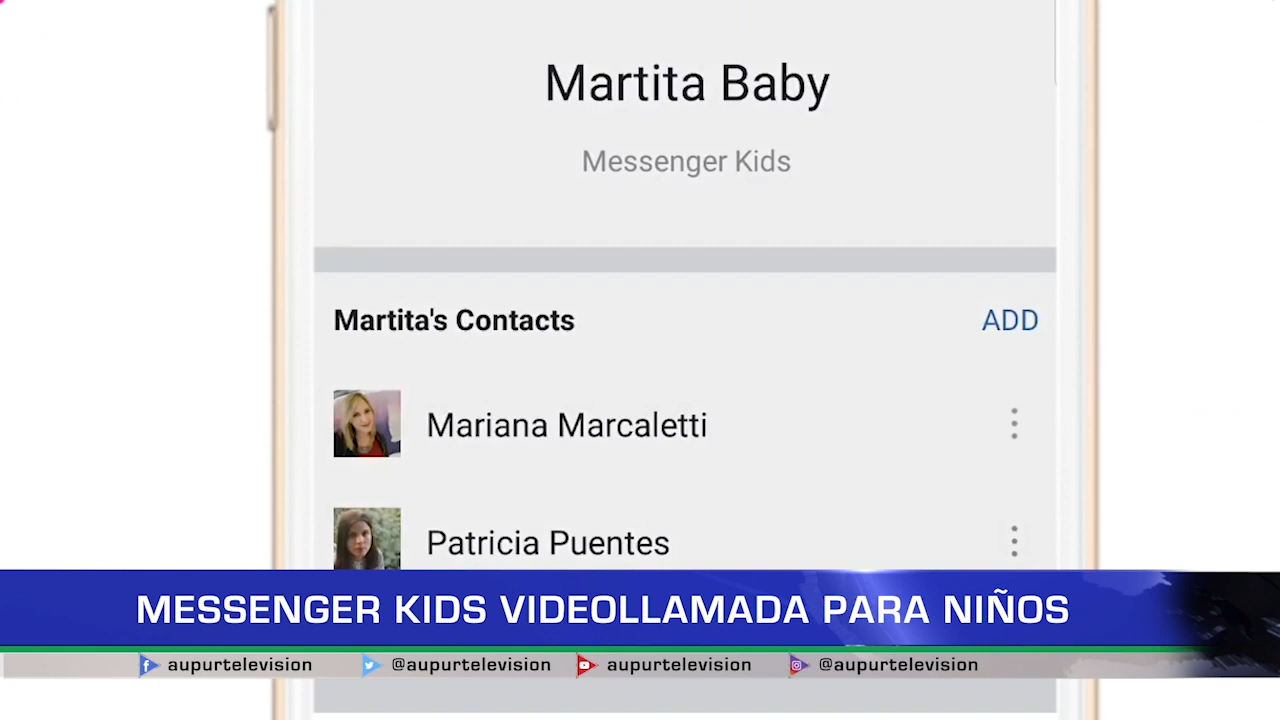 Martita Baby
Messenger Kids
Martita's Contacts
ADD
Mariana Marcaletti
Patricia Puentes
MESSENGER KIDS VIDEOLLAMADA PARA NIÑOS
aupurtelevision @aupurtelevision aupurtelevision @aupurtelevision